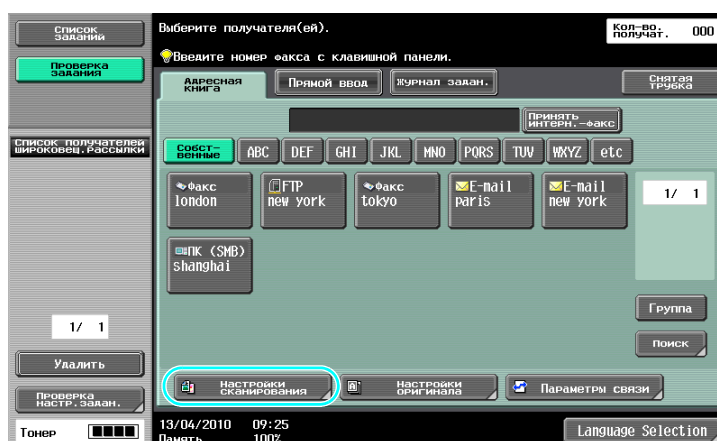 Список
заданий
Проверка
задания
Список получателей
широковец.рассылки
1/ 1
Удалить
Проверка
настр.задан.
Тонер
Выберите получателя(ей).
Кол-во.
получат.
000
Введите номер факса с клавишной панели.
Адресная
книга
Прямой ввод
Журнал задан.
Снятая
трубка
Принять
интерн.-факс
Собст-
венные
ABC
DEF
GHI
JKL
MNO
PQRS
TUV
WXYZ
etc
Факс
london
FTP
new york
Факс
tokyo
E-mail
paris
E-mail
new york
1/ 1
ПК (SMB)
shanghai
Группа
Поиск
Настройки
сканирования
Настройки
оригинала
Параметры связи
13/04/2010 09:25
Память 100%
Language Selection